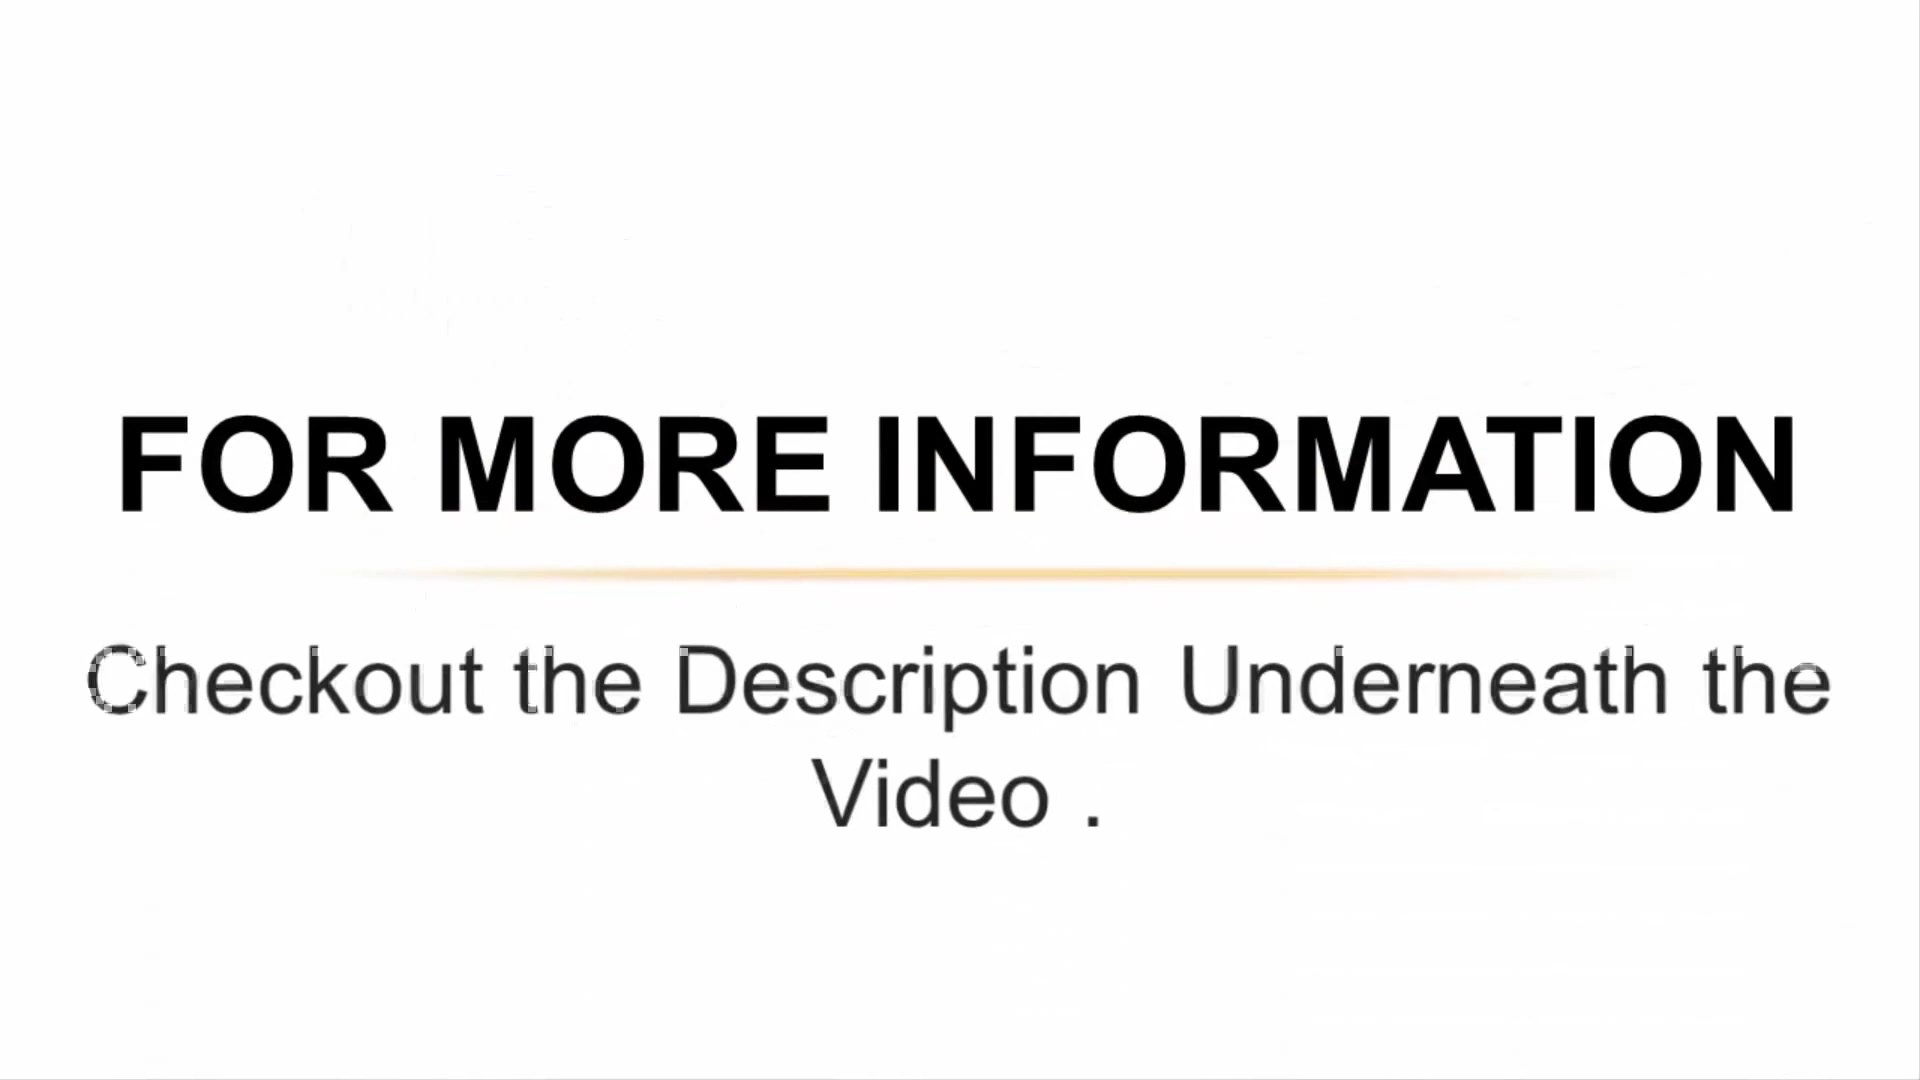 FOR MORE INFORMATION
Checkout the Description Underneath the
Video .